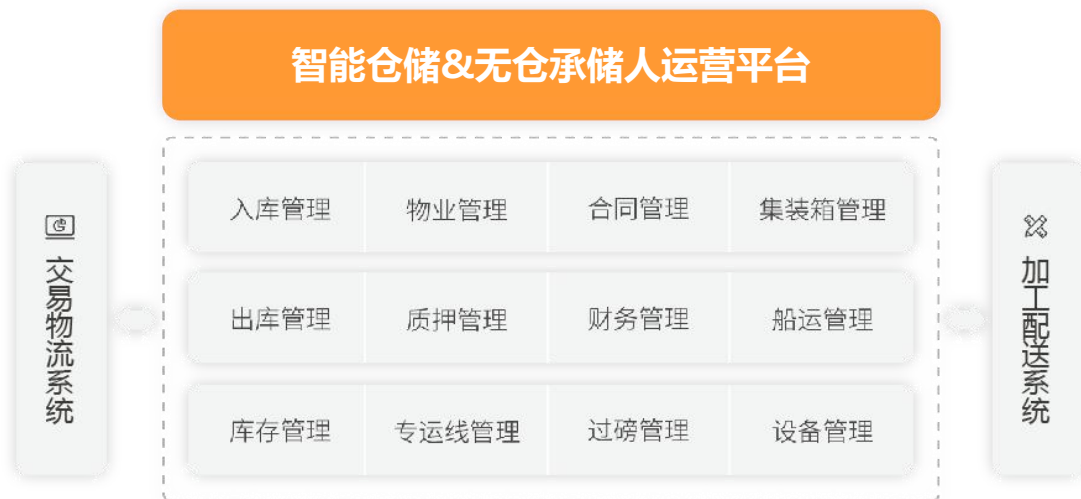 智能仓储&无仓承储人运营平台
交易物流系统
入库管理
物业管理
合同管理
集装箱管理
出库管理
质押管理
财务管理
船运管理
库存管理
专运线管理
过磅管理
设备管理
加工配送系统